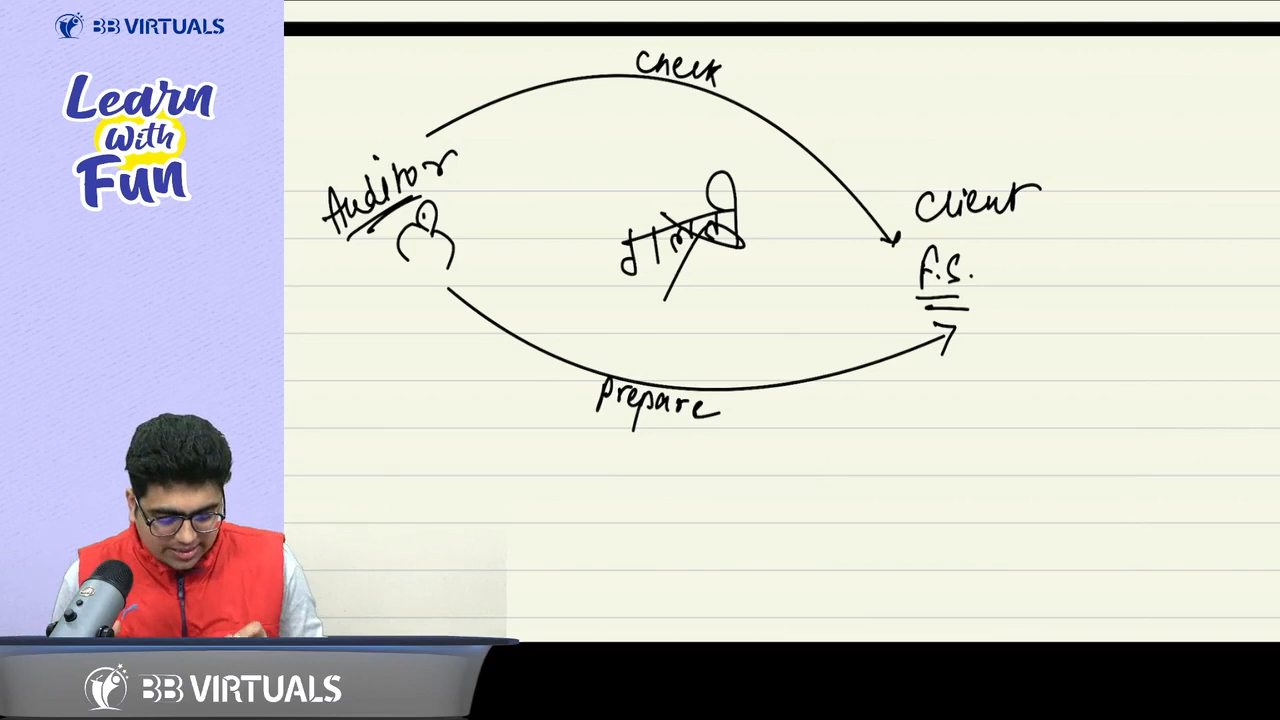 BB VIRTUALS
Learn
With
Fun
Check
Auditor
Client
F.S.
Prepare
BB VIRTUALS